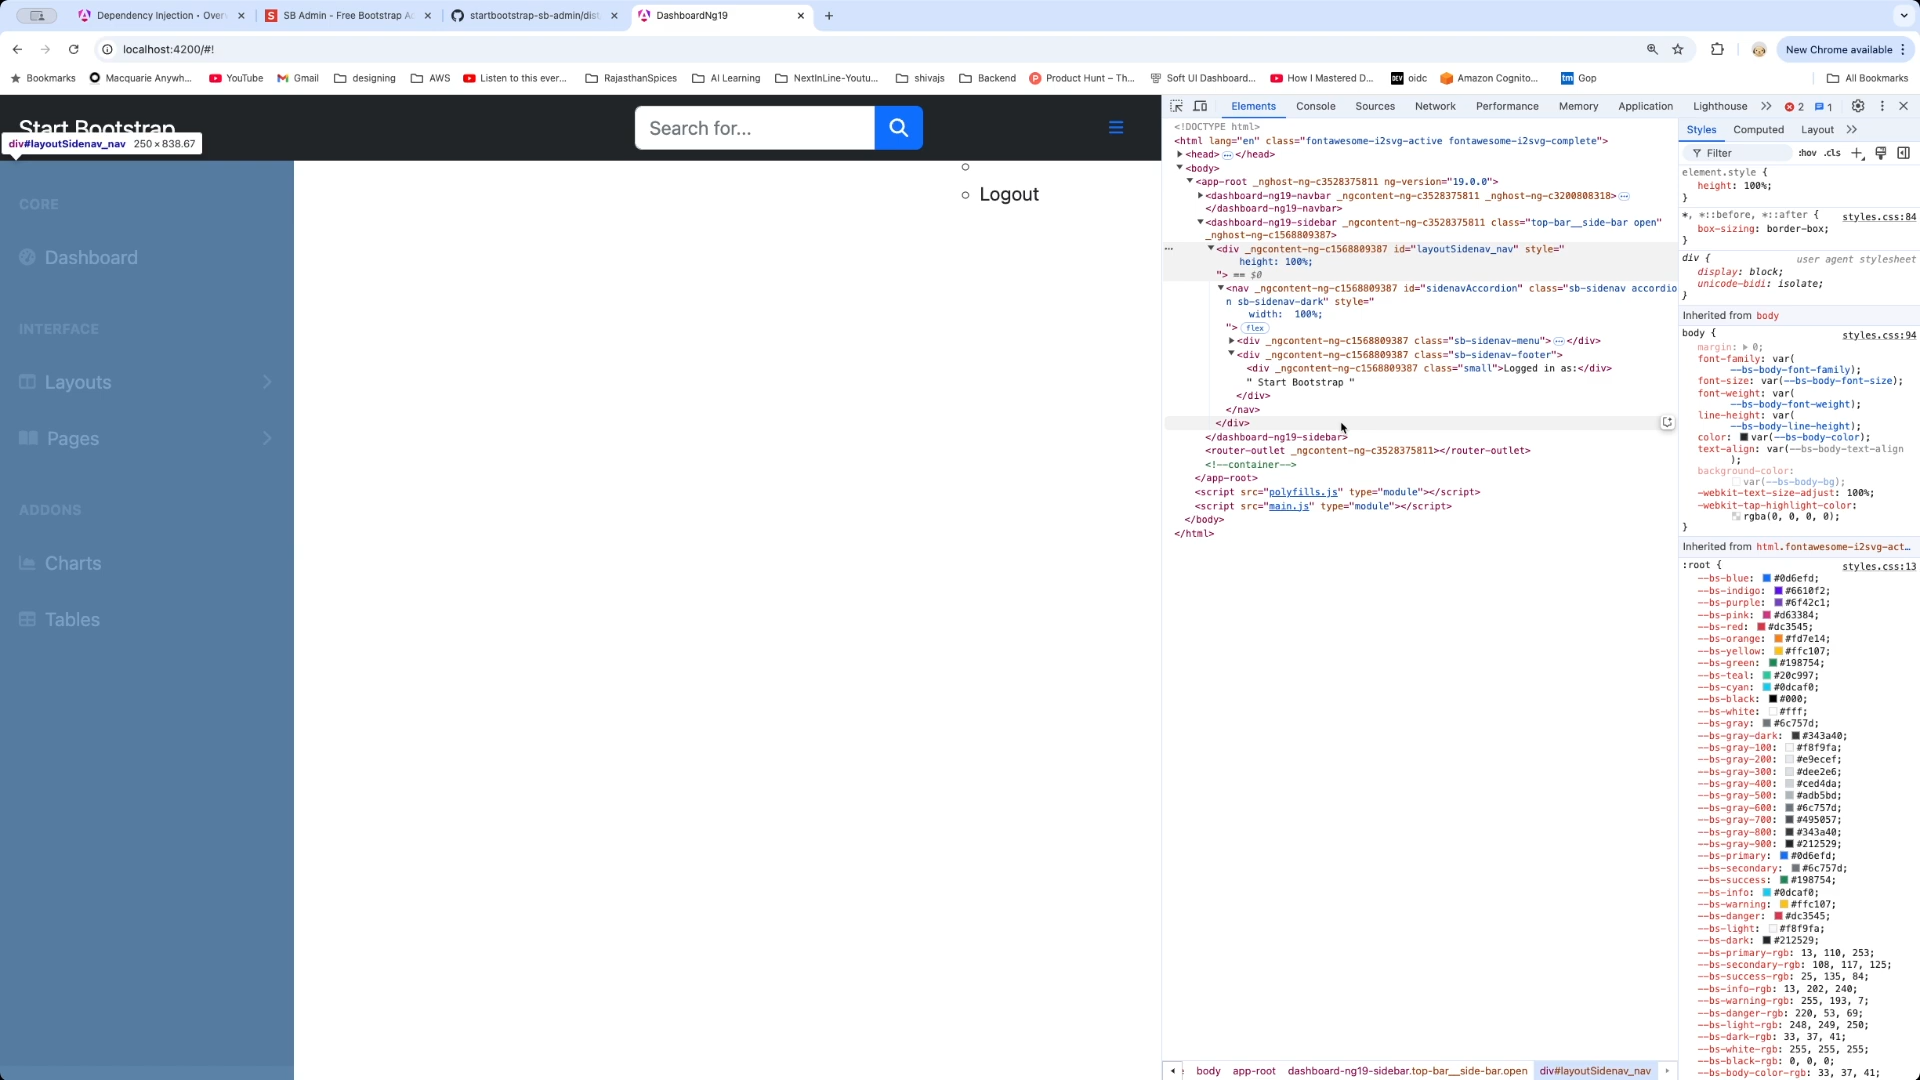 Dependency Injection • Over
SB Admin - Free Bootstrap A
startbootstrap-sb-admin/dist
DashboardNg19
localhost:4200/#!
New Chrome available
Bookmarks
Macquarie Anywh...
YouTube
Gmail
designing
AWS
Listen to this ever...
RajasthanSpices
AI Learning
NextInLine-Youtu...
shivajs
Backend
Product Hunt – Th...
Soft UI Dashboard...
How I Mastered D...
DEV
oidc
Amazon Cognito...
tm
Gop
All Bookmarks
Start Bootstrap
div#layoutSidenav_nav 250 × 838.67
Search for...
Logout
CORE
Dashboard
INTERFACE
Layouts
Pages
ADDONS
Charts
Tables
Elements
Console
Sources
Network
Performance
Memory
Application
Lighthouse
2
1
<!DOCTYPE html>
<html lang="en" class="fontawesome-i2svg-active fontawesome-i2svg-complete">
<head> </head>
<body>
<app-root _nghost-ng-c3528375811 ng-version="19.0.0">
<dashboard-ng19-navbar _ngcontent-ng-c3528375811 _nghost-ng-c3200808318>
</dashboard-ng19-navbar>
<dashboard-ng19-sidebar _ngcontent-ng-c3528375811 class="top-bar__side-bar open"
_nghost-ng-c1568809387>
<div _ngcontent-ng-c1568809387 id="layoutSidenav_nav" style="
height: 100%;
"> == $0
<nav _ngcontent-ng-c1568809387 id="sidenavAccordion" class="sb-sidenav accordio
n sb-sidenav-dark" style="
width: 100%;
"> flex
<div _ngcontent-ng-c1568809387 class="sb-sidenav-menu"> </div>
<div _ngcontent-ng-c1568809387 class="sb-sidenav-footer">
<div _ngcontent-ng-c1568809387 class="small">Logged in as:</div>
" Start Bootstrap "
</div>
</nav>
</div>
</dashboard-ng19-sidebar>
<router-outlet _ngcontent-ng-c3528375811></router-outlet>
<!--container-->
</app-root>
<script src="polyfills.js" type="module"></script>
<script src="main.js" type="module"></script>
</body>
</html>
body
app-root
dashboard-ng19-sidebar.top-bar__side-bar.open
div#layoutSidenav_nav
Styles
Computed
Layout
Filter
:hov
.cls
element.style {
height: 100%;
}
*, *::before, *::after {
styles.css:84
box-sizing: border-box;
}
div {
user agent stylesheet
display: block;
unicode-bidi: isolate;
}
Inherited from body
body {
styles.css:94
margin: 0;
font-family: var(
--bs-body-font-family);
font-size: var(--bs-body-font-size);
font-weight: var(
--bs-body-font-weight);
line-height: var(
--bs-body-line-height);
color: var(--bs-body-color);
text-align: var(--bs-body-text-align
);
background-color:
var(--bs-body-bg);
-webkit-text-size-adjust: 100%;
-webkit-tap-highlight-color:
rgba(0, 0, 0, 0);
}
Inherited from html.fontawesome-i2svg-act...
:root {
styles.css:13
--bs-blue: #0d6efd;
--bs-indigo: #6610f2;
--bs-purple: #6f42c1;
--bs-pink: #d63384;
--bs-red: #dc3545;
--bs-orange: #fd7e14;
--bs-yellow: #ffc107;
--bs-green: #198754;
--bs-teal: #20c997;
--bs-cyan: #0dcaf0;
--bs-black: #000;
--bs-white: #fff;
--bs-gray: #6c757d;
--bs-gray-dark: #343a40;
--bs-gray-100: #f8f9fa;
--bs-gray-200: #e9ecef;
--bs-gray-300: #dee2e6;
--bs-gray-400: #ced4da;
--bs-gray-500: #adb5bd;
--bs-gray-600: #6c757d;
--bs-gray-700: #495057;
--bs-gray-800: #343a40;
--bs-gray-900: #212529;
--bs-primary: #0d6efd;
--bs-secondary: #6c757d;
--bs-success: #198754;
--bs-info: #0dcaf0;
--bs-warning: #ffc107;
--bs-danger: #dc3545;
--bs-light: #f8f9fa;
--bs-dark: #212529;
--bs-primary-rgb: 13, 110, 253;
--bs-secondary-rgb: 108, 117, 125;
--bs-success-rgb: 25, 135, 84;
--bs-info-rgb: 13, 202, 240;
--bs-warning-rgb: 255, 193, 7;
--bs-danger-rgb: 220, 53, 69;
--bs-light-rgb: 248, 249, 250;
--bs-dark-rgb: 33, 37, 41;
--bs-white-rgb: 255, 255, 255;
--bs-black-rgb: 0, 0, 0;
--bs-body-color-rgb: 33, 37, 41;